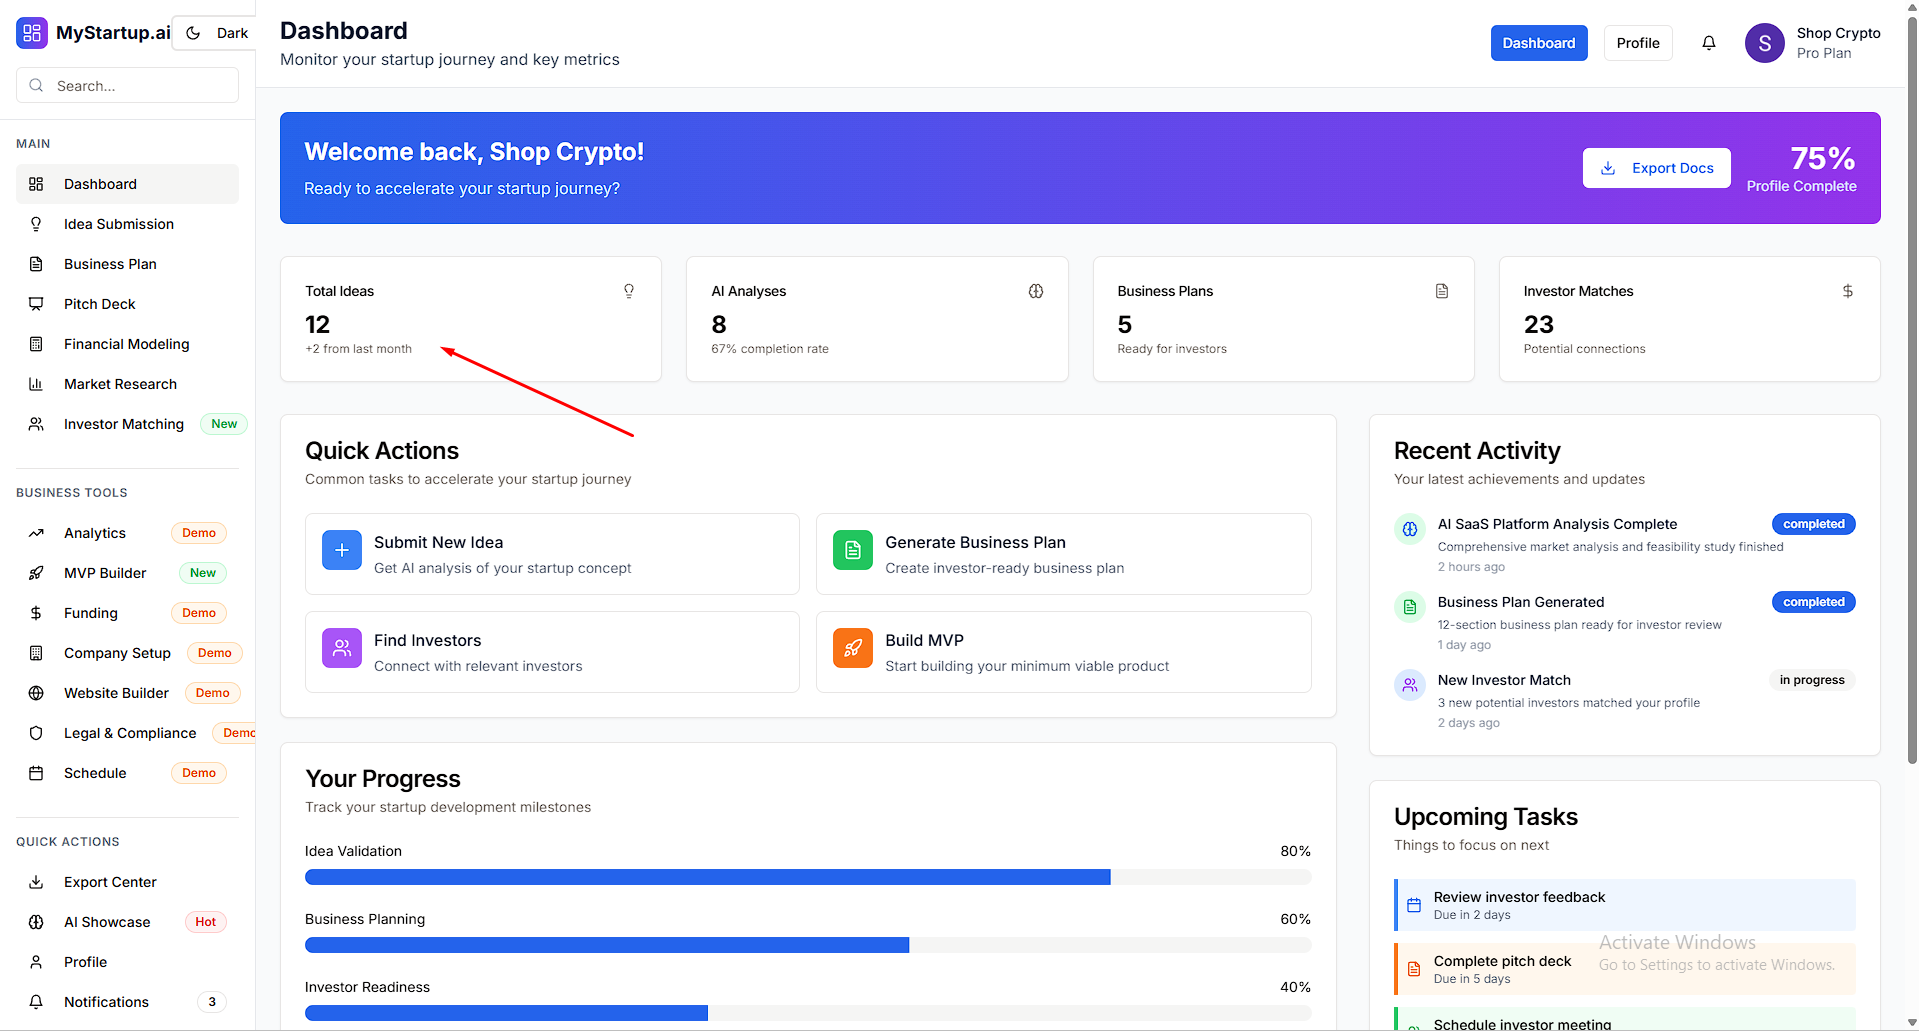 MyStartup.ai
Dark
Search...
MAIN
Dashboard
Idea Submission
Business Plan
Pitch Deck
Financial Modeling
Market Research
Investor Matching New
BUSINESS TOOLS
Analytics Demo
MVP Builder New
Funding Demo
Company Setup Demo
Website Builder Demo
Legal & Compliance Demo
Schedule Demo
QUICK ACTIONS
Export Center
AI Showcase Hot
Profile
Notifications 3
Dashboard
Monitor your startup journey and key metrics
Dashboard
Profile
S
Shop Crypto
Pro Plan
Welcome back, Shop Crypto!
Ready to accelerate your startup journey?
Export Docs
75%
Profile Complete
Total Ideas
12
+2 from last month
AI Analyses
8
67% completion rate
Business Plans
5
Ready for investors
Investor Matches
$
23
Potential connections
Quick Actions
Common tasks to accelerate your startup journey
Submit New Idea
Get AI analysis of your startup concept
Generate Business Plan
Create investor-ready business plan
Find Investors
Connect with relevant investors
Build MVP
Start building your minimum viable product
Your Progress
Track your startup development milestones
Idea Validation 80%
Business Planning 60%
Investor Readiness 40%
Recent Activity
Your latest achievements and updates
AI SaaS Platform Analysis Complete completed
Comprehensive market analysis and feasibility study finished
2 hours ago
Business Plan Generated completed
12-section business plan ready for investor review
1 day ago
New Investor Match in progress
3 new potential investors matched your profile
2 days ago
Upcoming Tasks
Things to focus on next
Review investor feedback
Due in 2 days
Complete pitch deck
Due in 5 days
Schedule investor meeting
Activate Windows
Go to Settings to activate Windows.